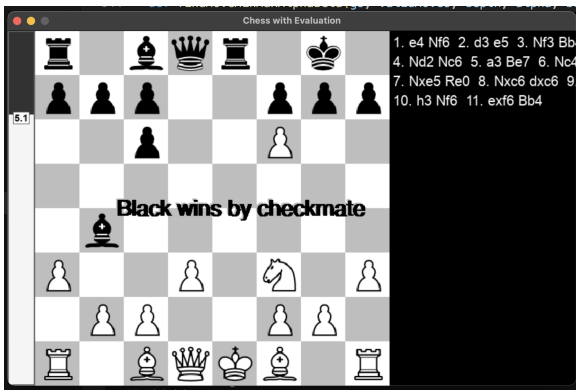 Chess with Evaluation
1. e4 Nf6 2. d3 e5 3. Nf3 Bb4
4. Nd2 Nc6 5. a3 Be7 6. Nc4
7. Nxe5 Re0 8. Nxc6 dxc6 9.
10. h3 Nf6 11. exf6 Bb4
5.1
Black wins by checkmate